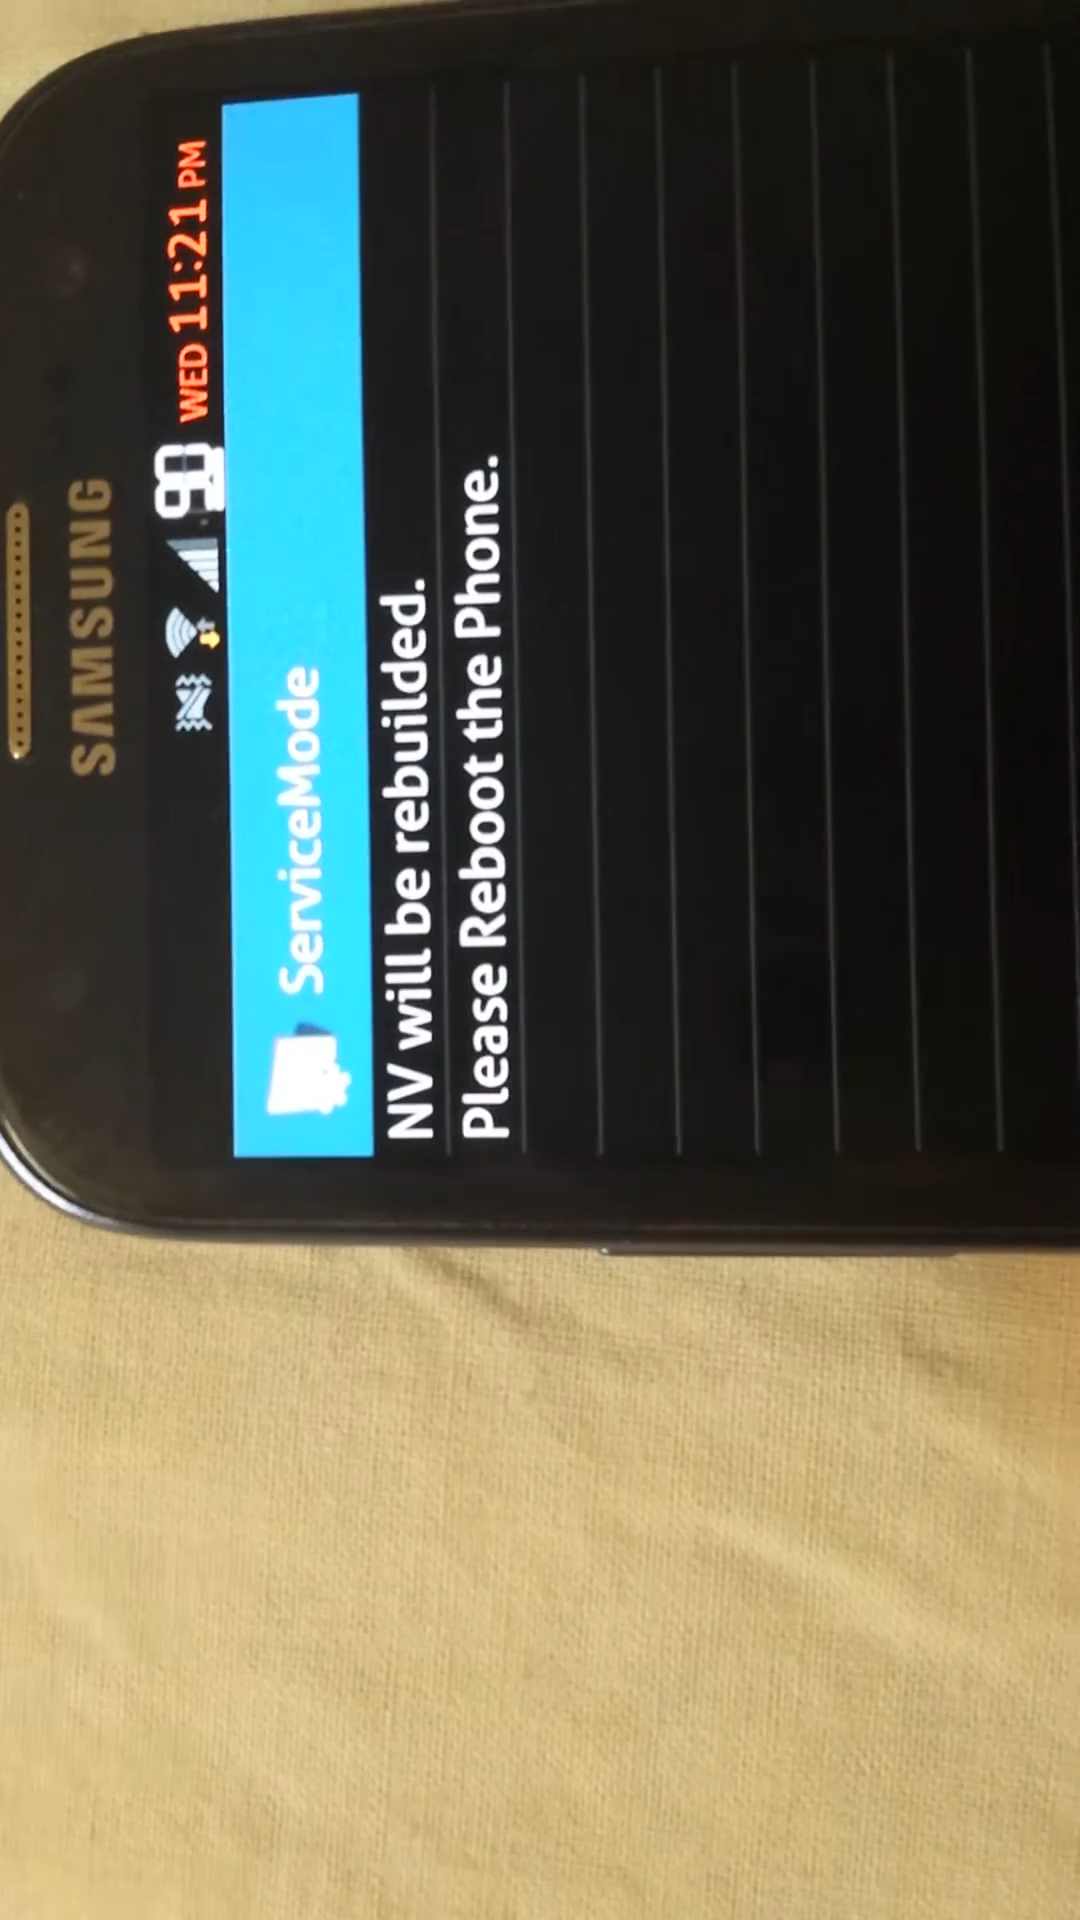 SAMSUNG
WED 11:21 PM
ServiceMode
NV will be rebuilded.
Please Reboot the Phone.